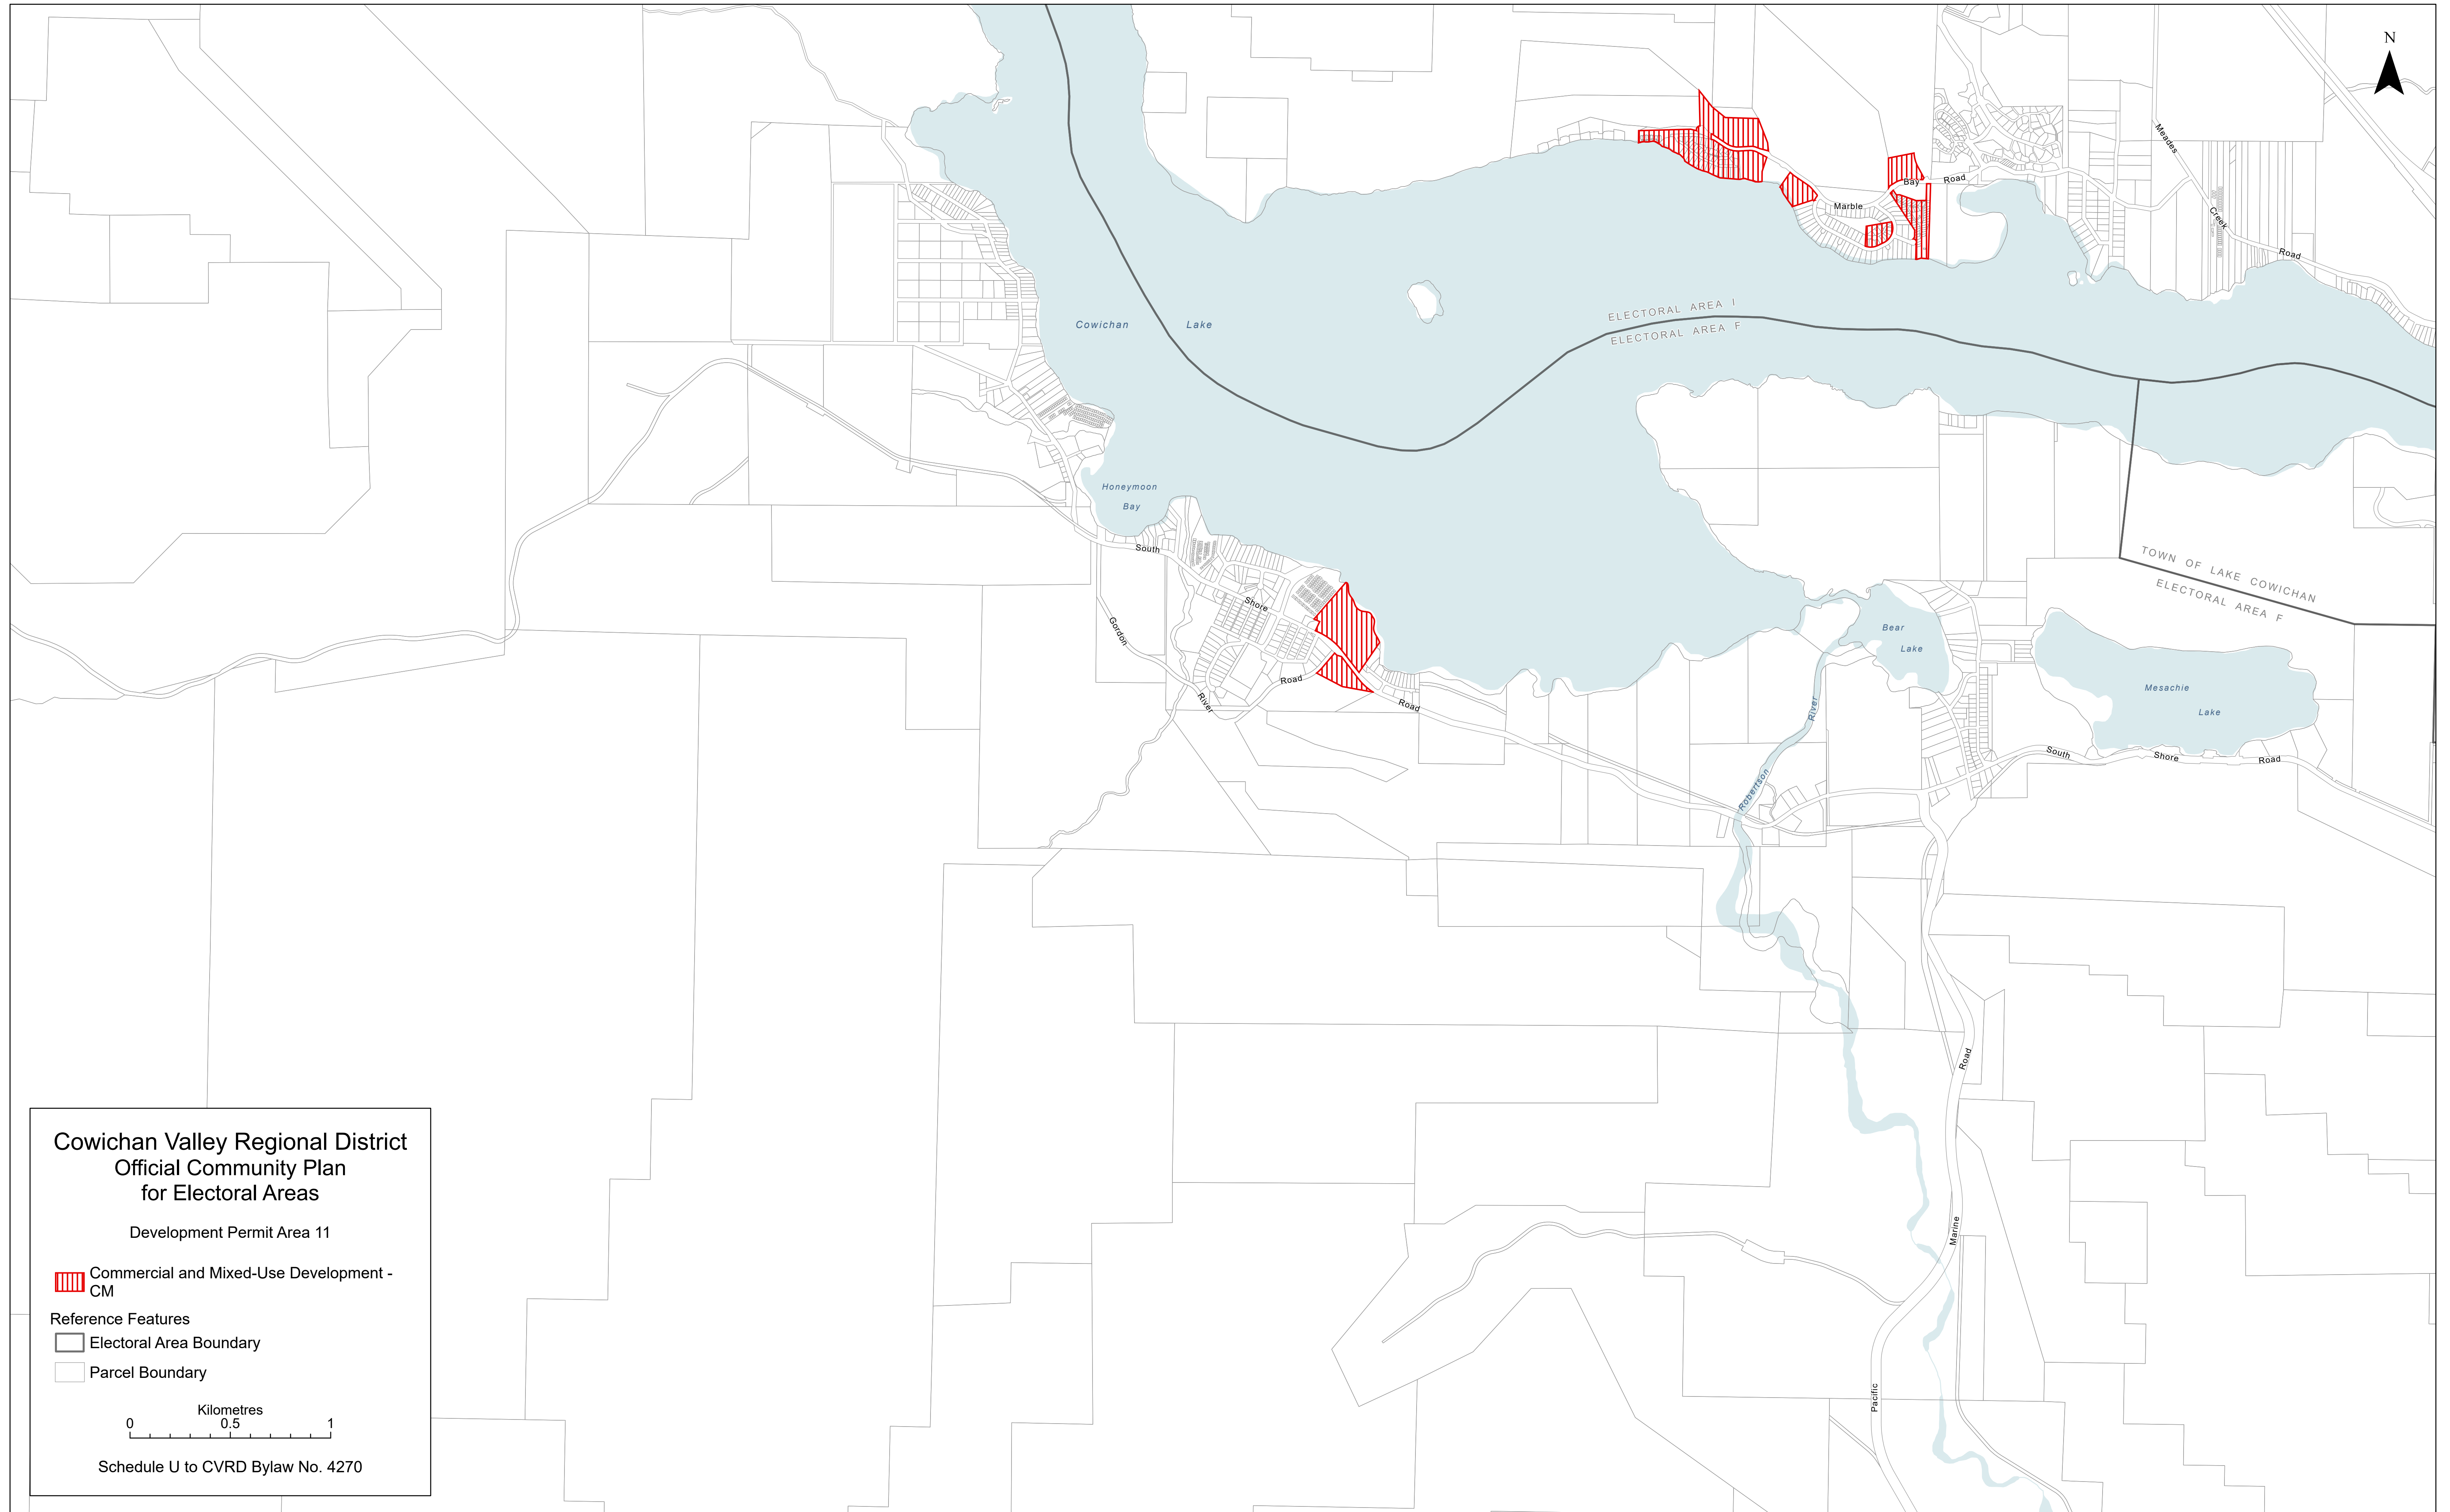 N
Meades
Creek
Road
Bay Road
Marble
ELECTORAL AREA I
ELECTORAL AREA F
Cowichan Lake
Honeymoon
Bay
South
Shore
Road
Gordon
River
Road
TOWN OF LAKE COWICHAN
ELECTORAL AREA F
Bear
Lake
Mesachie
Lake
River
Robertson
South Shore Road
Road
Marine
Pacific
Cowichan Valley Regional District
Official Community Plan
for Electoral Areas
Development Permit Area 11
Commercial and Mixed-Use Development -
CM
Reference Features
Electoral Area Boundary
Parcel Boundary
Kilometres
0 0.5 1
Schedule U to CVRD Bylaw No. 4270